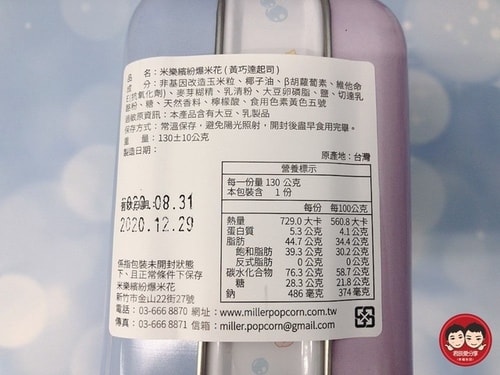 品　名：米樂繽紛爆米花(黃巧達起司)
成　分：非基因改造玉米粒、椰子油、β胡蘿蔔素、維他命
E(抗氧化劑)、麥芽糊精、乳清粉、大豆卵磷脂、鹽、切達乳
酪粉、糖、天然香料、檸檬酸、食用色素黃色五號
過敏原資訊：本產品含有大豆、乳製品
保存方式：常溫保存，避免陽光照射，開封後盡早食用完畢。
重　量：130±10公克
製造日期：
原產地：台灣
2020.08.31
2020.12.29
營養標示
每一份量 130 公克
本包裝含 1 份
每份 每100公克
熱量 729.0 大卡 560.8 大卡
蛋白質 5.3 公克 4.1 公克
脂肪 44.7 公克 34.4 公克
飽和脂肪 39.3 公克 30.2 公克
反式脂肪 0 公克 0 公克
碳水化合物 76.3 公克 58.7 公克
糖 28.3 公克 21.8 公克
鈉 486 毫克 374 毫克
係指包裝未開封狀態
下、且正常條件下保存
米樂繽紛爆米花
新竹市金山22街27號
電話：03-666 8870 網址：www.millerpopcorn.com.tw
傳真：03-666 8871 信箱：miller.popcorn@gmail.com
君辰愛分享